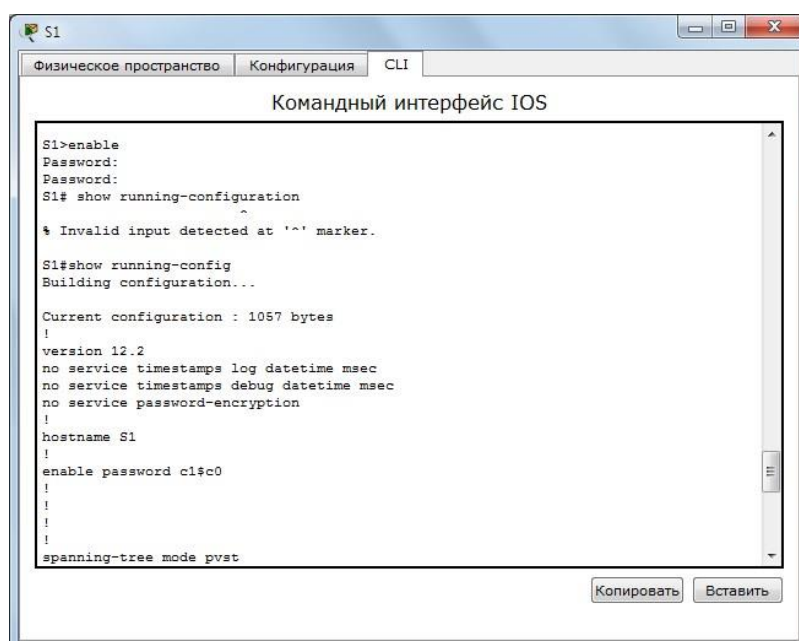 S1
Физическое пространство Конфигурация CLI
Командный интерфейс IOS
S1>enable
Password:
Password:
S1# show running-configuration
^
% Invalid input detected at '^' marker.
S1#show running-config
Building configuration...
Current configuration : 1057 bytes
!
version 12.2
no service timestamps log datetime msec
no service timestamps debug datetime msec
no service password-encryption
!
hostname S1
!
enable password c1$c0
!
!
!
!
spanning-tree mode pvst
Копировать Вставить